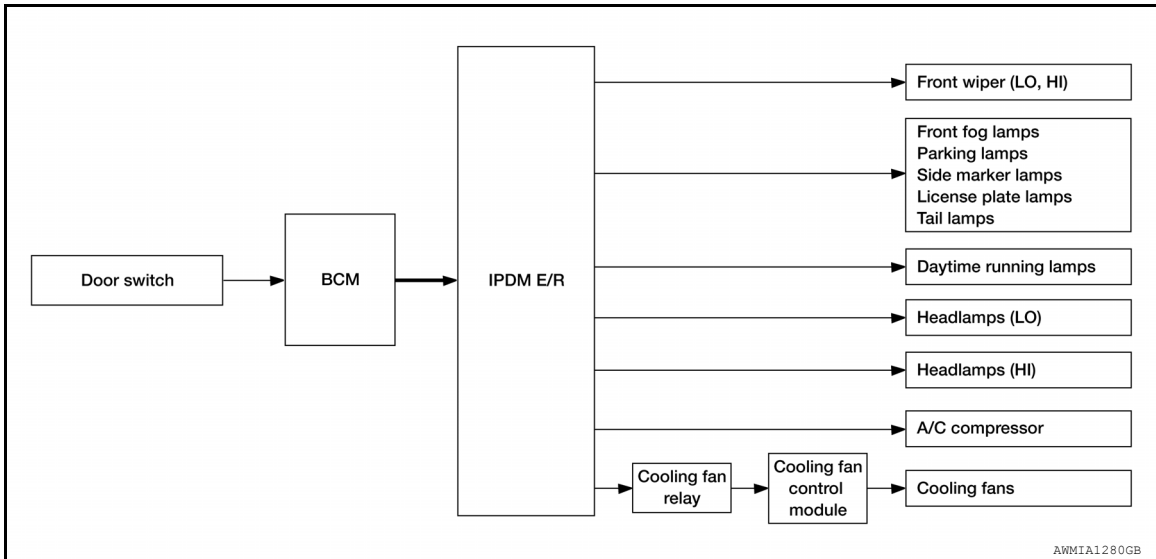 Door switch
BCM
IPDM E/R
Front wiper (LO, HI)
Front fog lamps
Parking lamps
Side marker lamps
License plate lamps
Tail lamps
Daytime running lamps
Headlamps (LO)
Headlamps (HI)
A/C compressor
Cooling fan
relay
Cooling fan
control
module
Cooling fans
AWMIA1280GB